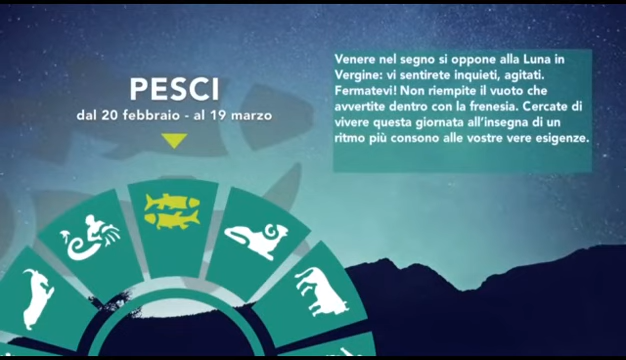 PESCI
dal 20 febbraio - al 19 marzo
Venere nel segno si oppone alla Luna in
Vergine: vi sentirete inquieti, agitati.
Fermatevi! Non riempite il vuoto che
avvertite dentro con la frenesia. Cercate di
vivere questa giornata all'insegna di un
ritmo più consono alle vostre vere esigenze.